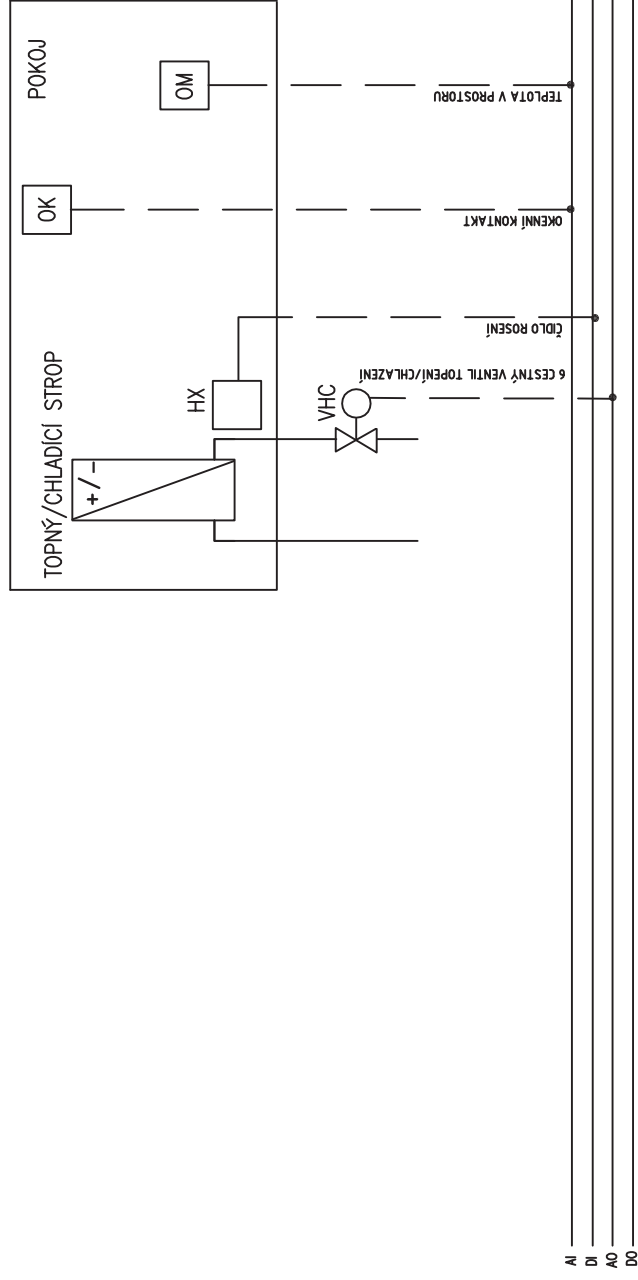 POKOJ
OM
OK
TOPNÝ/CHLADÍCÍ STROP
+/-
HX
VHC
TEPLOTA V PROSTORU
OKENNÍ KONTAKT
ČIDLO ROSENÍ
6 CESTNÝ VENTIL TOPENÍ/CHLAZENÍ
AI
DI
AO
DO